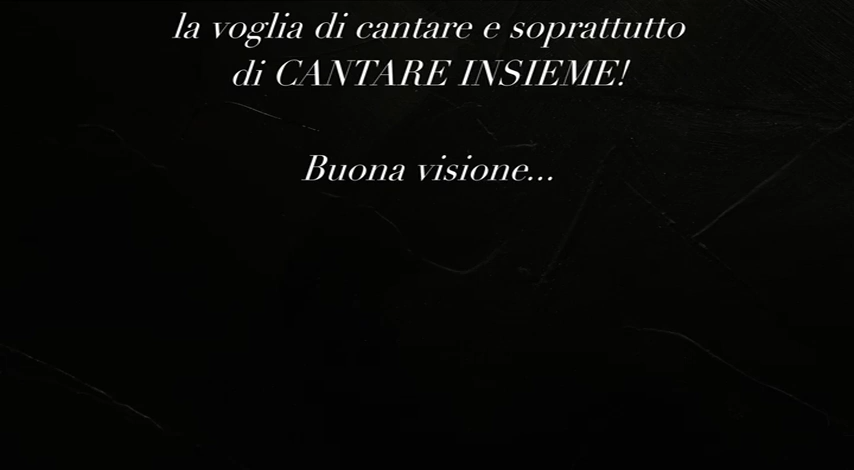 la voglia di cantare e soprattutto
di CANTARE INSIEME!
Buona visione...